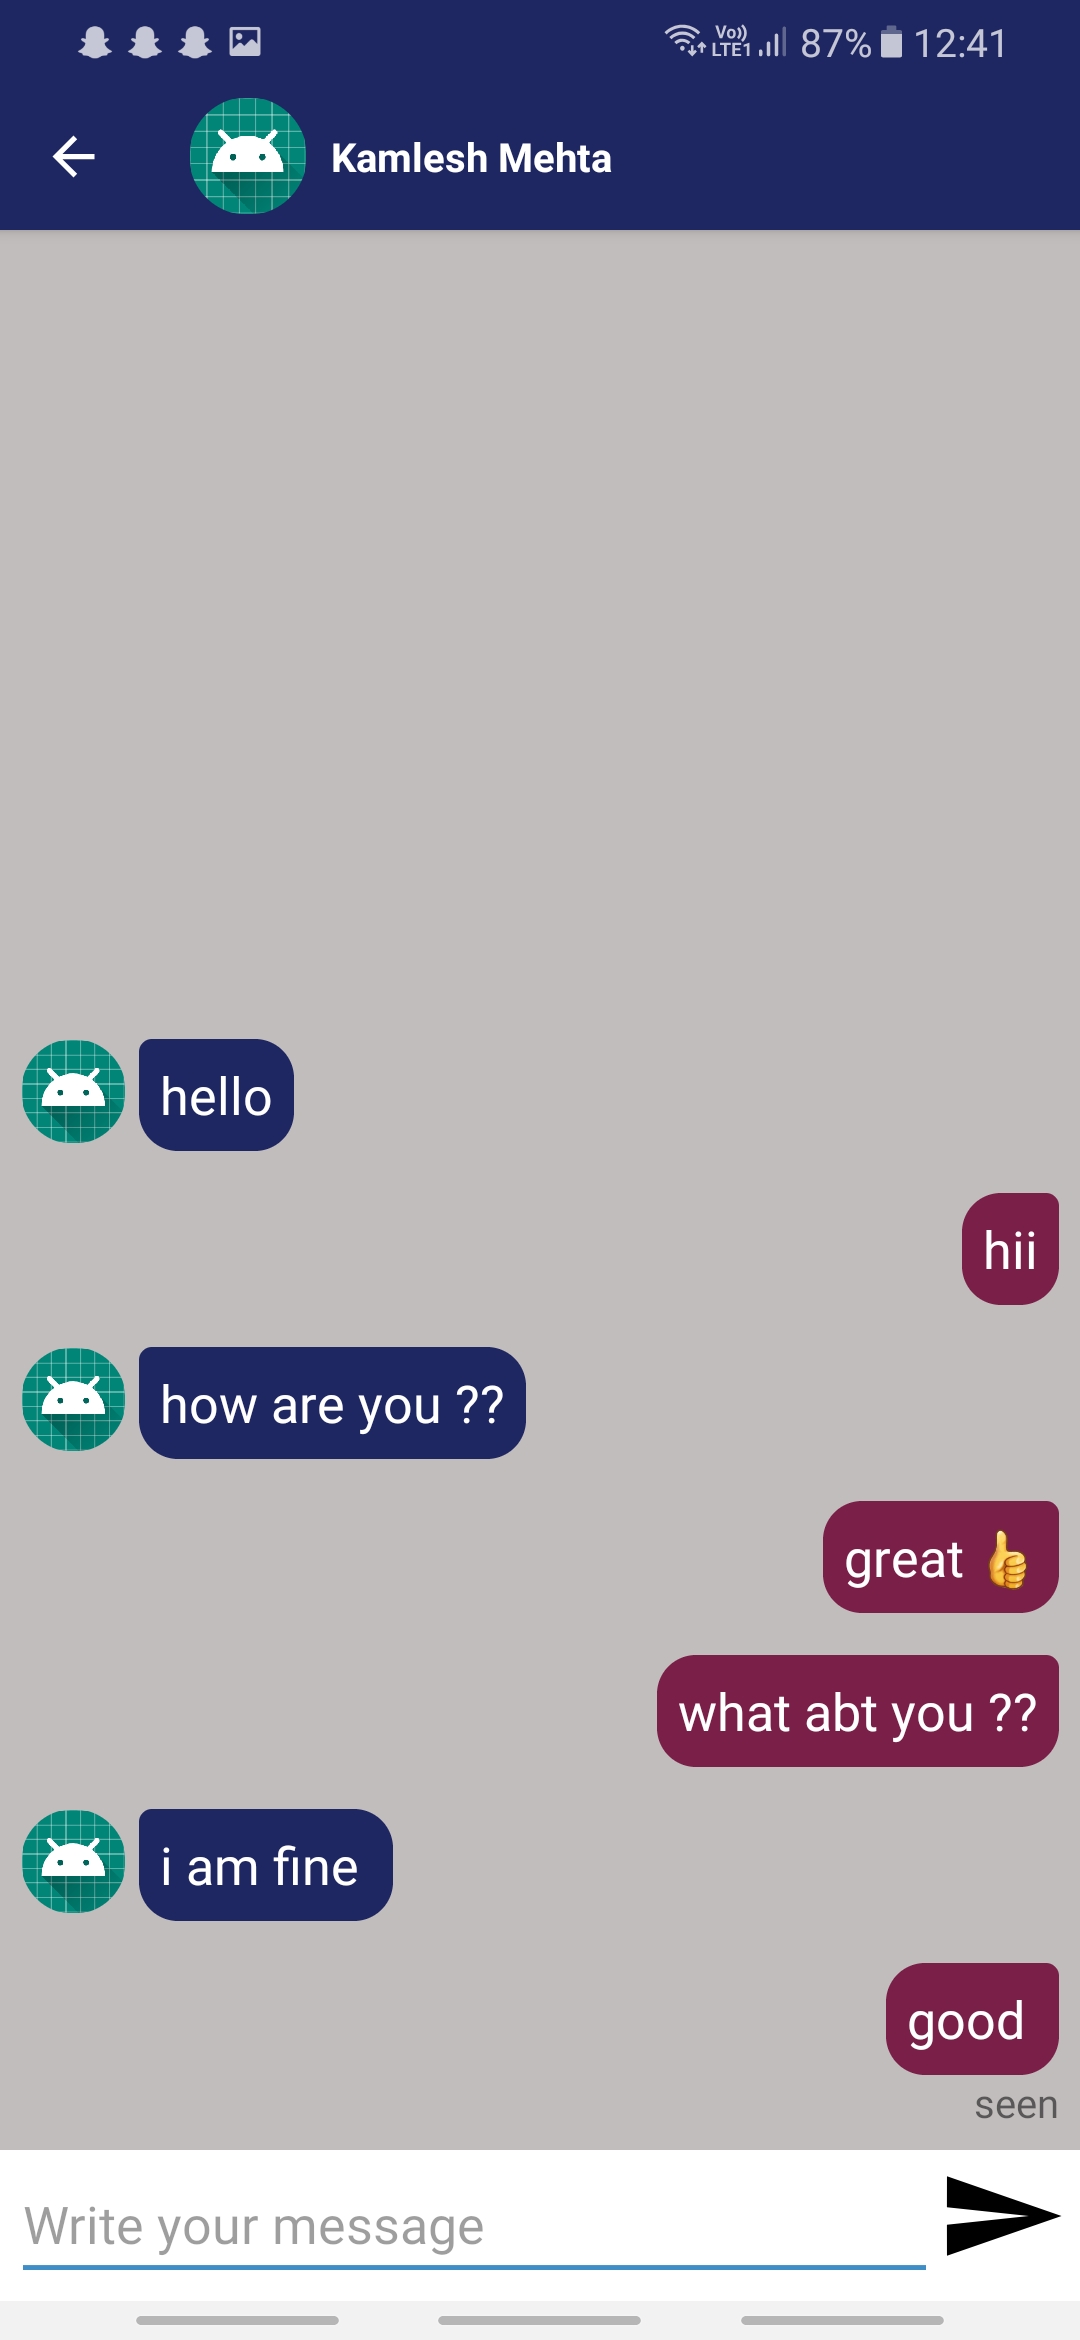 Vo)) LTE1 87% 12:41
Kamlesh Mehta
hello
hii
how are you ??
great 👍
what abt you ??
i am fine
good
seen
Write your message